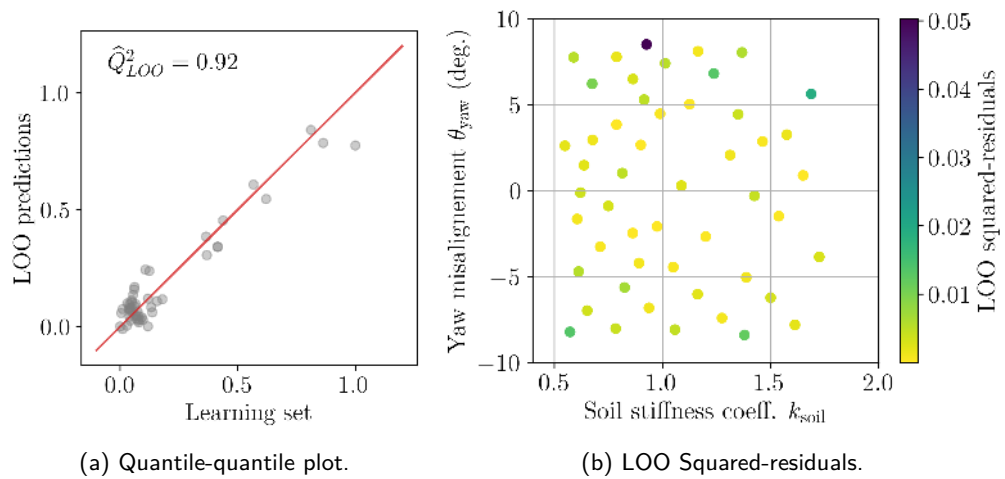 Q̂²_LOO = 0.92
1.0
0.5
0.0
0.0 0.5 1.0
LOO predictions
Learning set
(a) Quantile-quantile plot.
10
5
0
−5
−10
0.5 1.0 1.5 2.0
Yaw misalignement θ_yaw (deg.)
Soil stiffness coeff. k_soil
0.05
0.04
0.03
0.02
0.01
LOO squared-residuals
(b) LOO Squared-residuals.